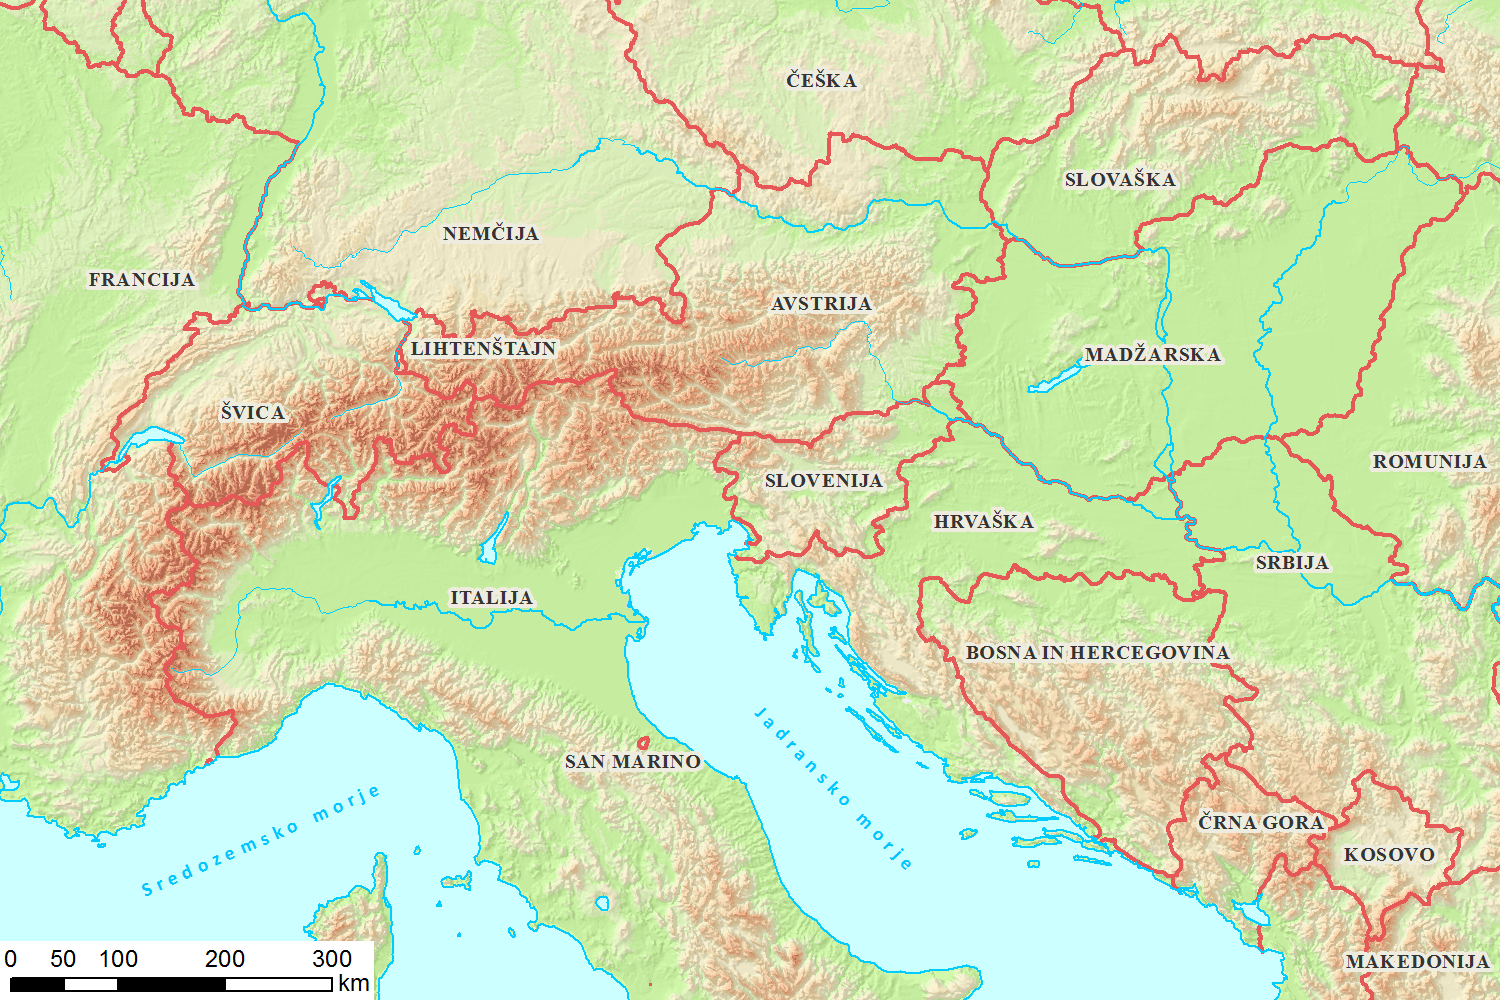 ČEŠKA
SLOVAŠKA
NEMČIJA
FRANCIJA
AVSTRIJA
LIHTENŠTAJN
MADŽARSKA
ŠVICA
ROMUNIJA
SLOVENIJA
HRVAŠKA
SRBIJA
ITALIJA
BOSNA IN HERCEGOVINA
Jadransko morje
SAN MARINO
Sredozemsko morje
ČRNA GORA
KOSOVO
MAKEDONIJA
0 50 100 200 300
km